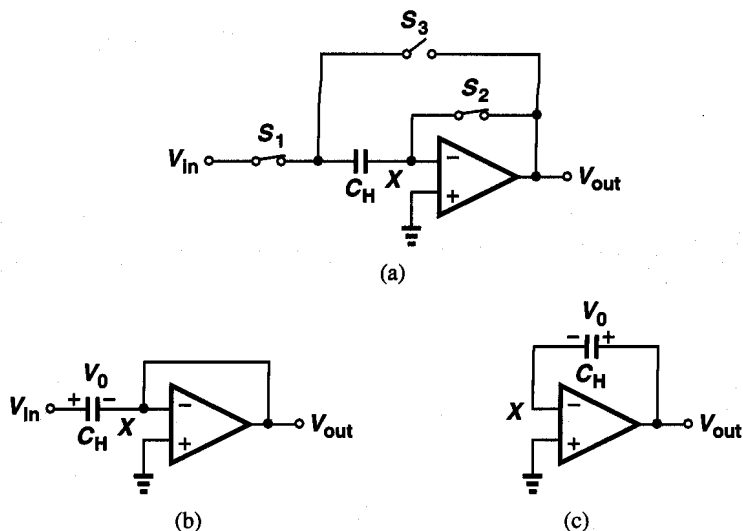 S3
S2
S1
Vin
CH
X
−
+
Vout
(a)
V0
+
−
Vin
CH
X
−
+
Vout
(b)
V0
−
+
CH
X
−
+
Vout
(c)